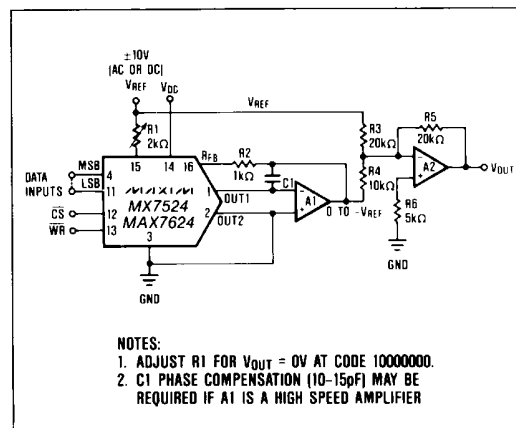 ±10V
(AC OR DC)
VREF
VDC
VREF
R1
2kΩ
R3
20kΩ
R5
20kΩ
RFB
R2
1kΩ
MSB
4
15
14
16
DATA
INPUTS
LSB
11
MAXIM
MX7524
MAX7624
1
OUT1
C1
−
A1
+
0 TO −VREF
R4
10kΩ
−
A2
+
VOUT
CS
12
WR
13
2
OUT2
3
R6
5kΩ
GND
GND
NOTES:
1. ADJUST R1 FOR VOUT = 0V AT CODE 10000000.
2. C1 PHASE COMPENSATION (10–15pF) MAY BE
REQUIRED IF A1 IS A HIGH SPEED AMPLIFIER